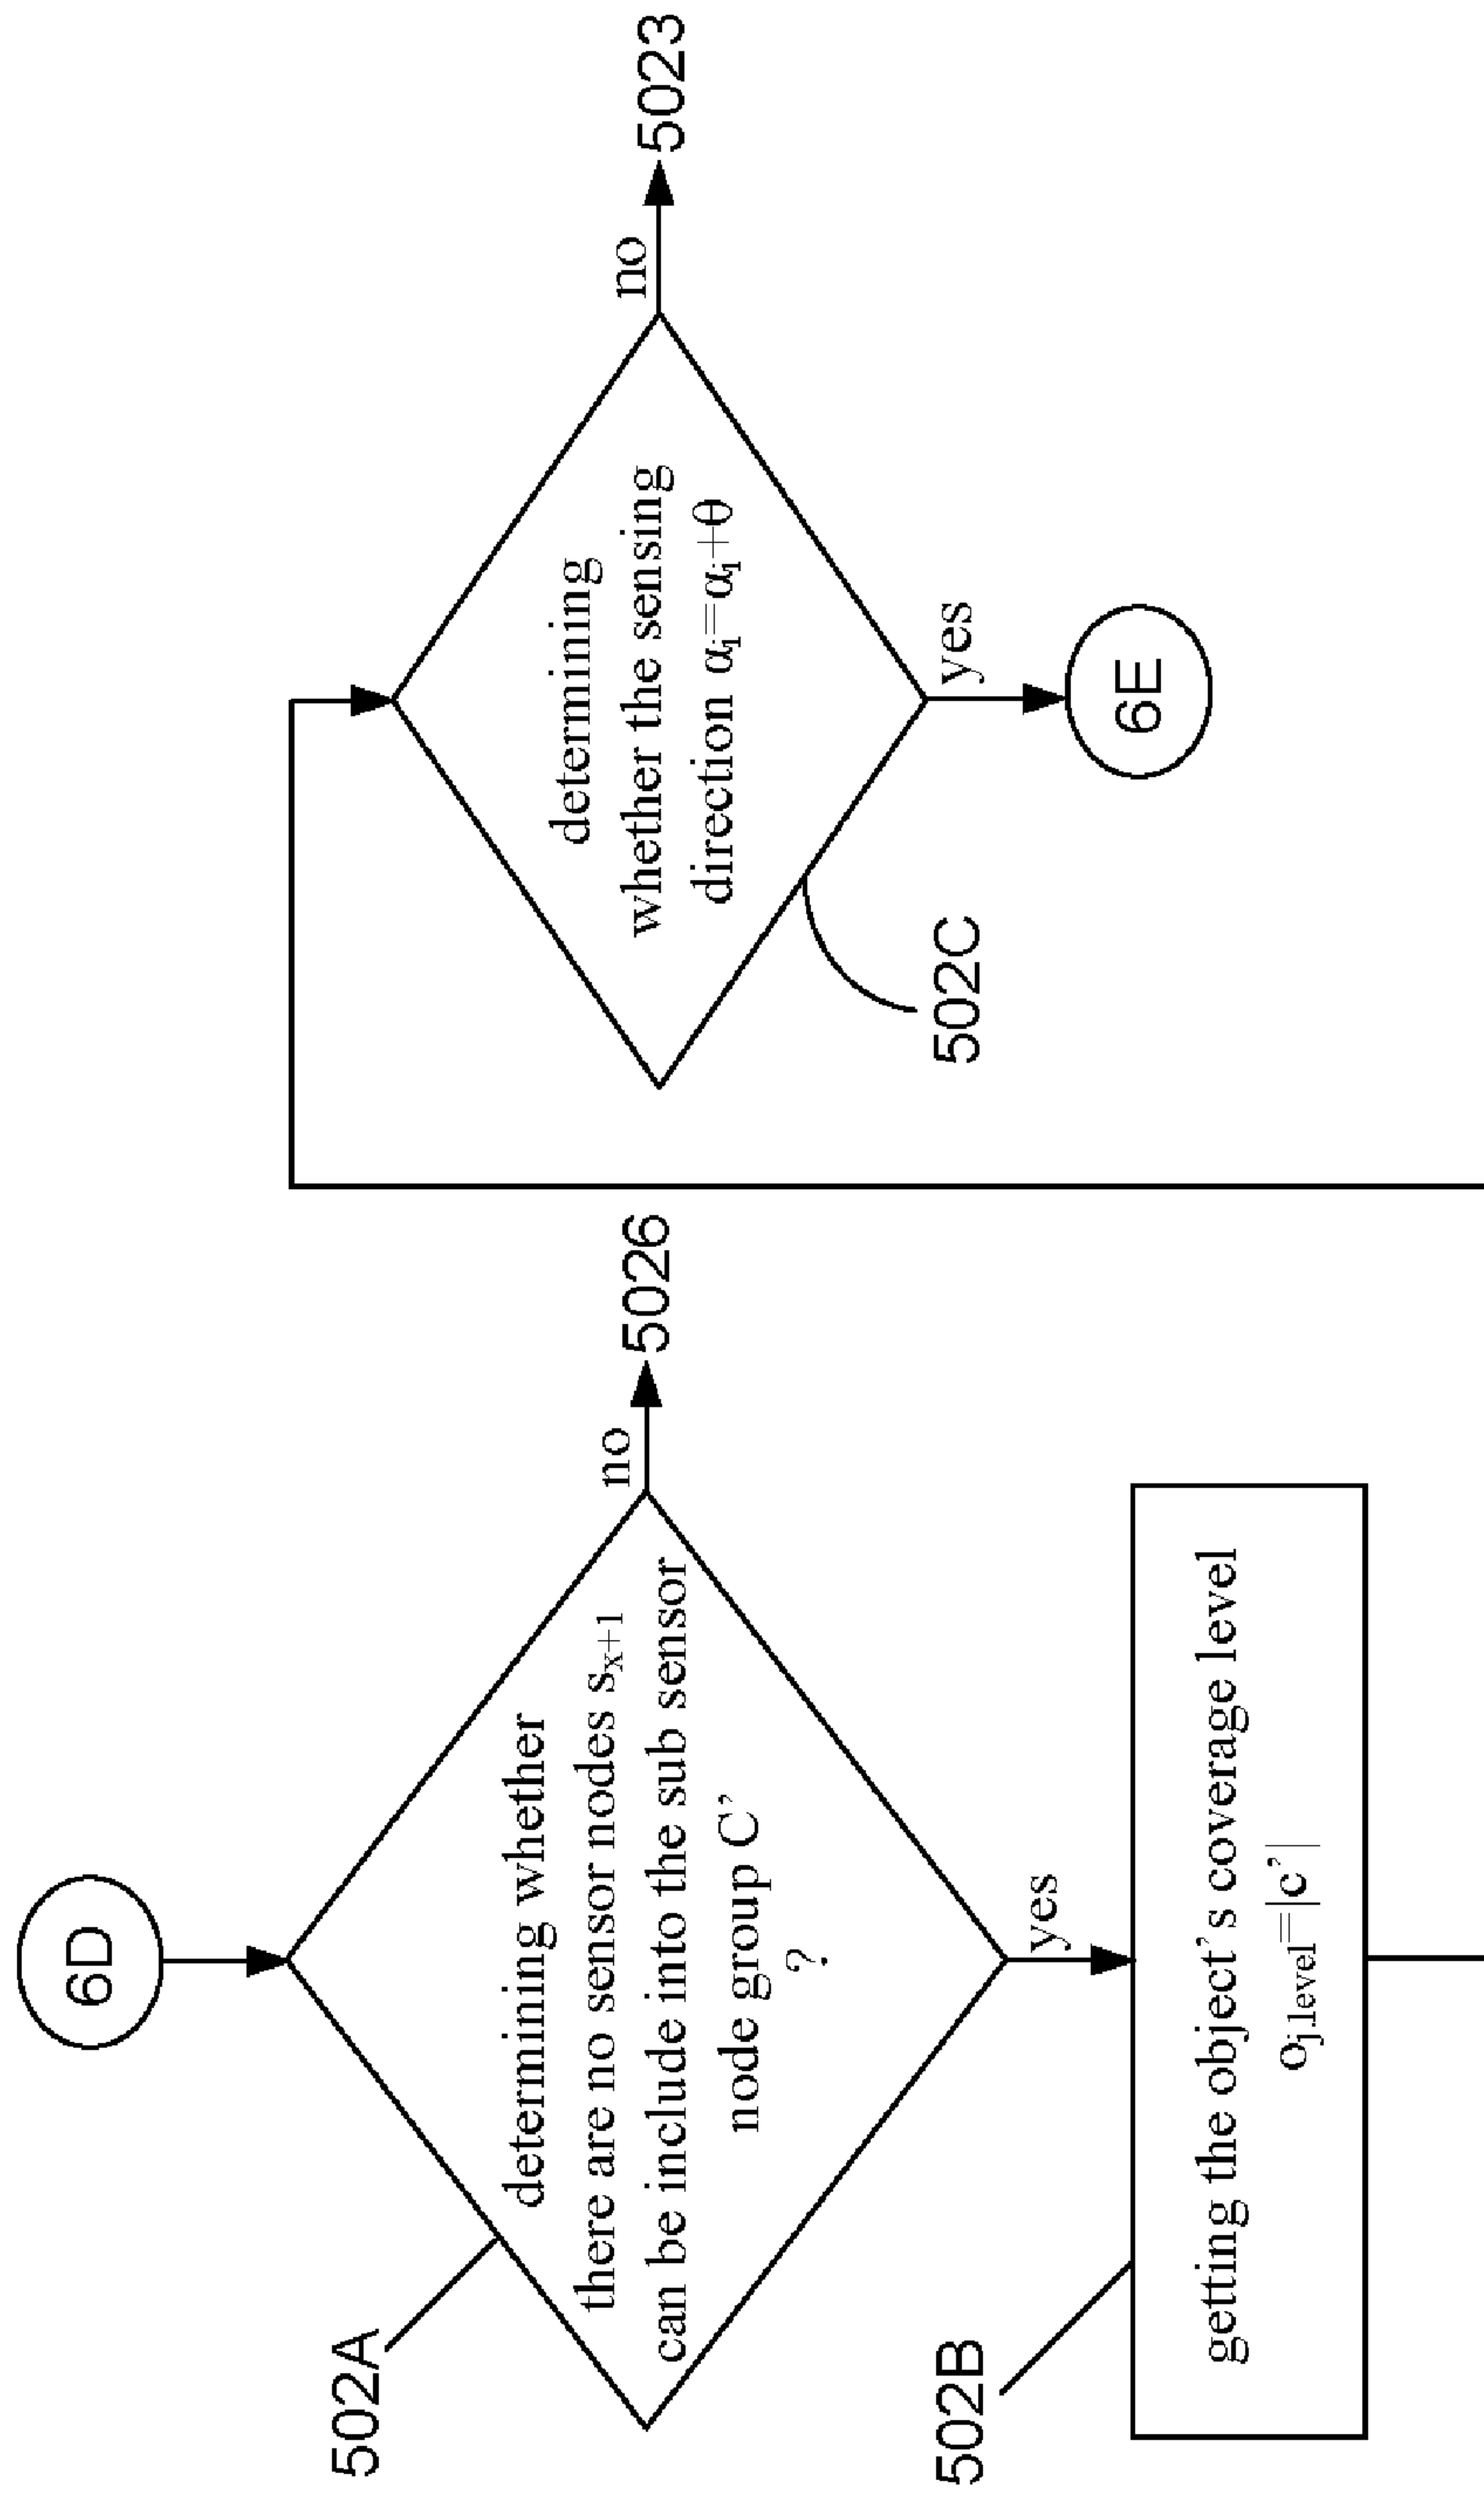 6D
502A
determining whether
there are no sensor nodes sₓ₊₁
can be include into the sub sensor
node group C’
?
no
5026
yes
502B
getting the object’s coverage level
oⱼ.level=|c’|
determining
whether the sensing
direction αᵢ=αᵢ+θ
no
5023
502C
yes
6E